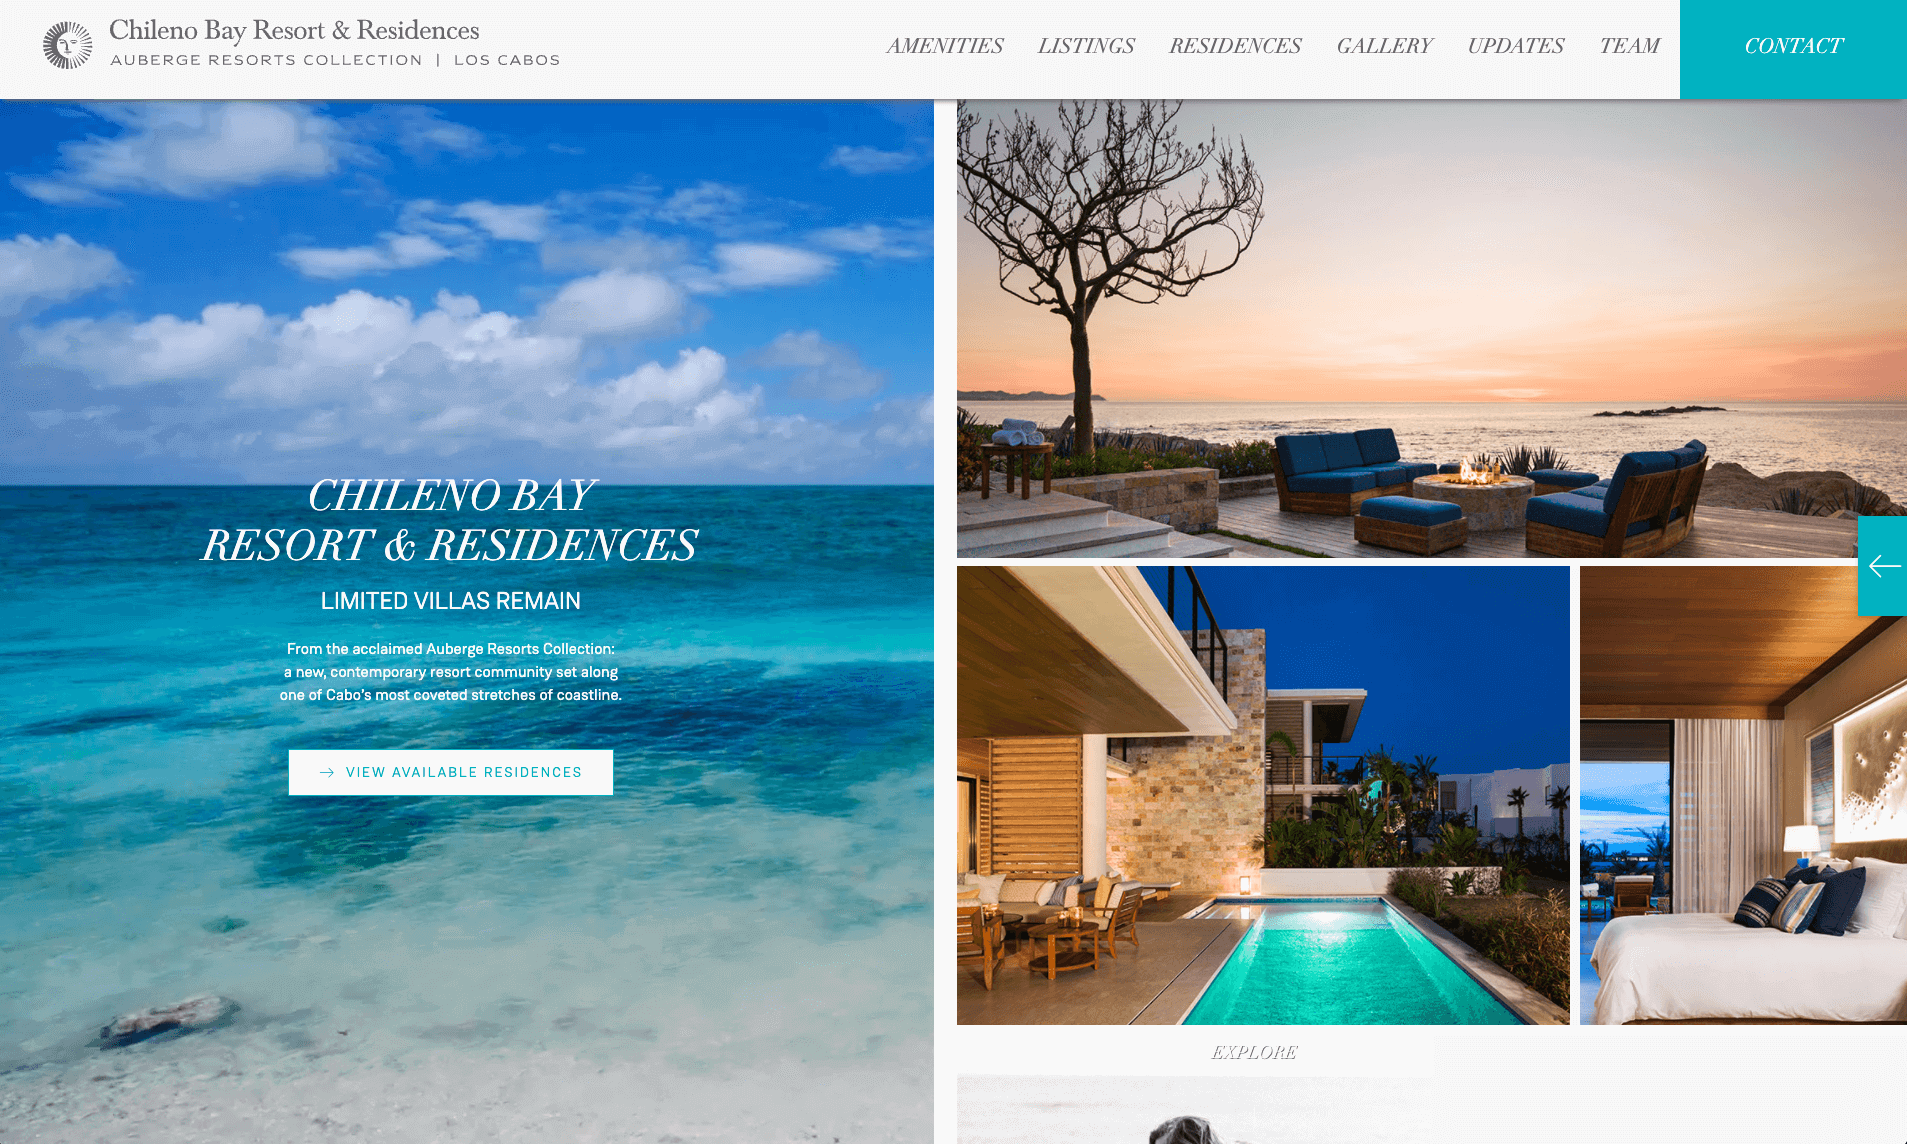 Chileno Bay Resort & Residences
AUBERGE RESORTS COLLECTION | LOS CABOS
AMENITIES
LISTINGS
RESIDENCES
GALLERY
UPDATES
TEAM
CONTACT
CHILENO BAY
RESORT & RESIDENCES
LIMITED VILLAS REMAIN
From the acclaimed Auberge Resorts Collection:
a new, contemporary resort community set along
one of Cabo's most coveted stretches of coastline.
VIEW AVAILABLE RESIDENCES
EXPLORE